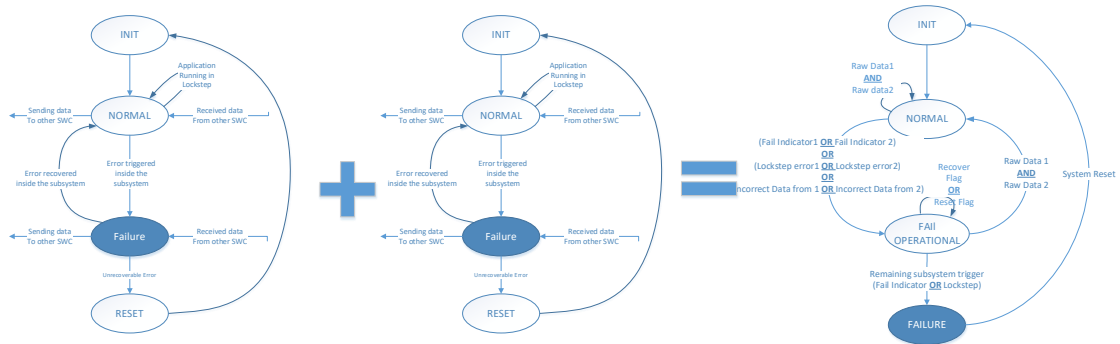 INIT
Application
Running in
Lockstep
Sending data
To other SWC
NORMAL
Received data
From other SWC
Error recovered
inside the subsystem
Error triggered
inside the
subsystem
Sending data
To other SWC
Failure
Received data
From other SWC
Unrecoverable Error
RESET
INIT
Application
Running in
Lockstep
Sending data
To other SWC
NORMAL
Received data
From other SWC
Error recovered
inside the subsystem
Error triggered
inside the
subsystem
Sending data
To other SWC
Failure
Received data
From other SWC
Unrecoverable Error
RESET
INIT
Raw Data1
AND
Raw data2
NORMAL
(Fail Indicator1 OR Fail Indicator 2)
OR
(Lockstep error1 OR Lockstep error2)
OR
ncorrect Data from 1 OR Incorrect Data from 2)
Recover
Flag
OR
Reset Flag
Raw Data 1
AND
Raw Data 2
System Reset
FAIl
OPERATIONAL
Remaining subsystem trigger
(Fail Indicator OR Lockstep)
FAILURE